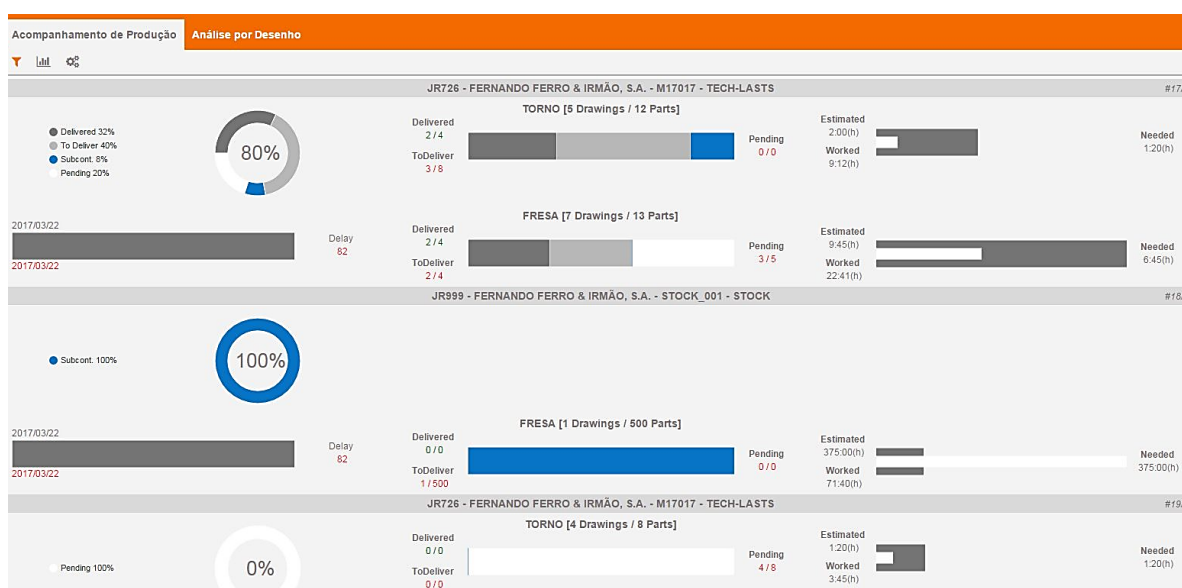 Acompanhamento de Produção
Análise por Desenho
JR726 - FERNANDO FERRO & IRMÃO, S.A. - M17017 - TECH-LASTS
#17/
Delivered 32%
To Deliver 40%
Subcont. 8%
Pending 20%
80%
TORNO [5 Drawings / 12 Parts]
Delivered
2 / 4
ToDeliver
3 / 8
Pending
0 / 0
Estimated
2:00(h)
Worked
9:12(h)
Needed
1:20(h)
2017/03/22
2017/03/22
Delay
82
FRESA [7 Drawings / 13 Parts]
Delivered
2 / 4
ToDeliver
2 / 4
Pending
3 / 5
Estimated
9:45(h)
Worked
22:41(h)
Needed
6:45(h)
JR999 - FERNANDO FERRO & IRMÃO, S.A. - STOCK_001 - STOCK
#18/
Subcont. 100%
100%
2017/03/22
2017/03/22
Delay
82
FRESA [1 Drawings / 500 Parts]
Delivered
0 / 0
ToDeliver
1 / 500
Pending
0 / 0
Estimated
375:00(h)
Worked
71:40(h)
Needed
375:00(h)
JR726 - FERNANDO FERRO & IRMÃO, S.A. - M17017 - TECH-LASTS
#19/
Pending 100%
0%
TORNO [4 Drawings / 8 Parts]
Delivered
0 / 0
ToDeliver
0 / 0
Pending
4 / 8
Estimated
1:20(h)
Worked
3:45(h)
Needed
1:20(h)